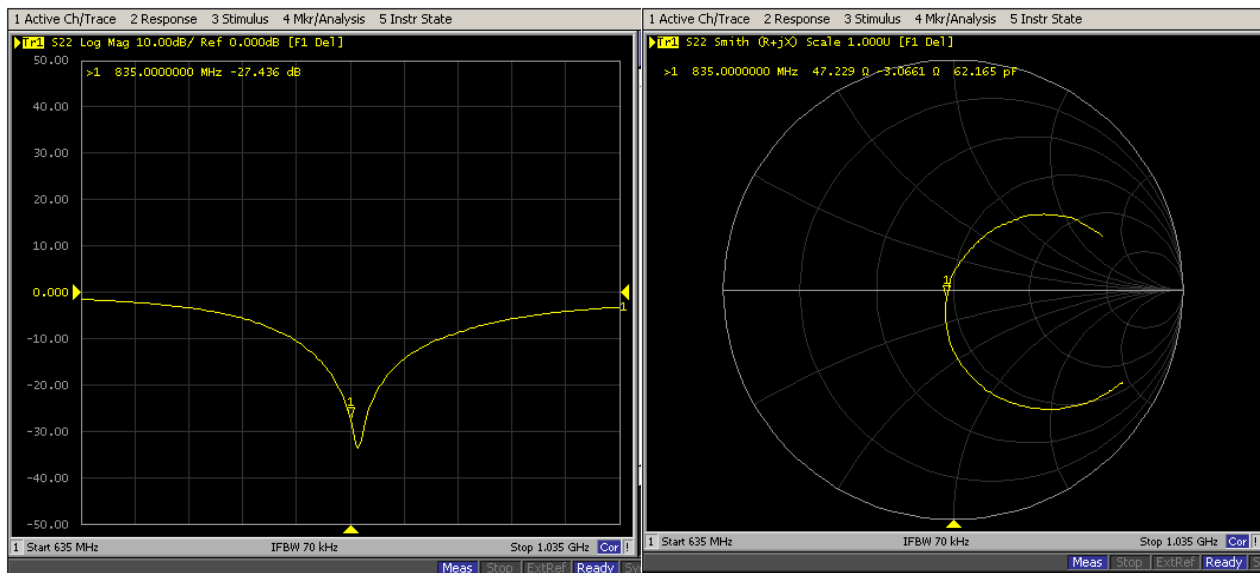 1 Active Ch/Trace 2 Response 3 Stimulus 4 Mkr/Analysis 5 Instr State
Tr1 S22 Log Mag 10.00dB/ Ref 0.000dB [F1 Del]
50.00
>1 835.0000000 MHz -27.436 dB
40.00
30.00
20.00
10.00
0.000
1
-10.00
-20.00
1
-30.00
-40.00
-50.00
1 Start 635 MHz IFBW 70 kHz Stop 1.035 GHz Cor !
Meas Stop ExtRef Ready
1 Active Ch/Trace 2 Response 3 Stimulus 4 Mkr/Analysis 5 Instr State
Tr1 S22 Smith (R+jX) Scale 1.000U [F1 Del]
>1 835.0000000 MHz 47.229 Ω -3.0661 Ω 62.165 pF
1
1 Start 635 MHz IFBW 70 kHz Stop 1.035 GHz Cor !
Meas Stop ExtRef Ready